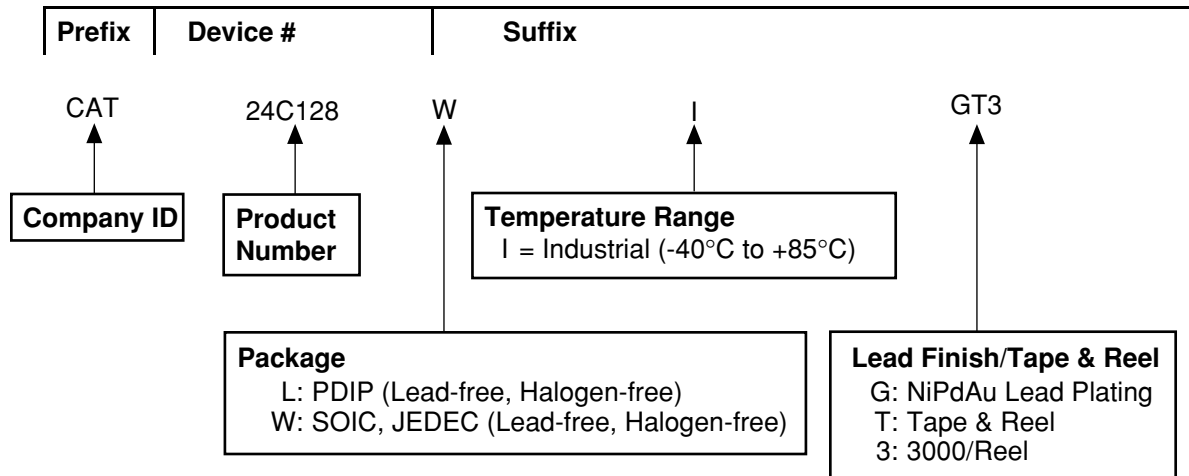 Prefix Device # Suffix
CAT 24C128 W I GT3
Company ID
Product
Number
Temperature Range
I = Industrial (-40°C to +85°C)
Package
L: PDIP (Lead-free, Halogen-free)
W: SOIC, JEDEC (Lead-free, Halogen-free)
Lead Finish/Tape & Reel
G: NiPdAu Lead Plating
T: Tape & Reel
3: 3000/Reel